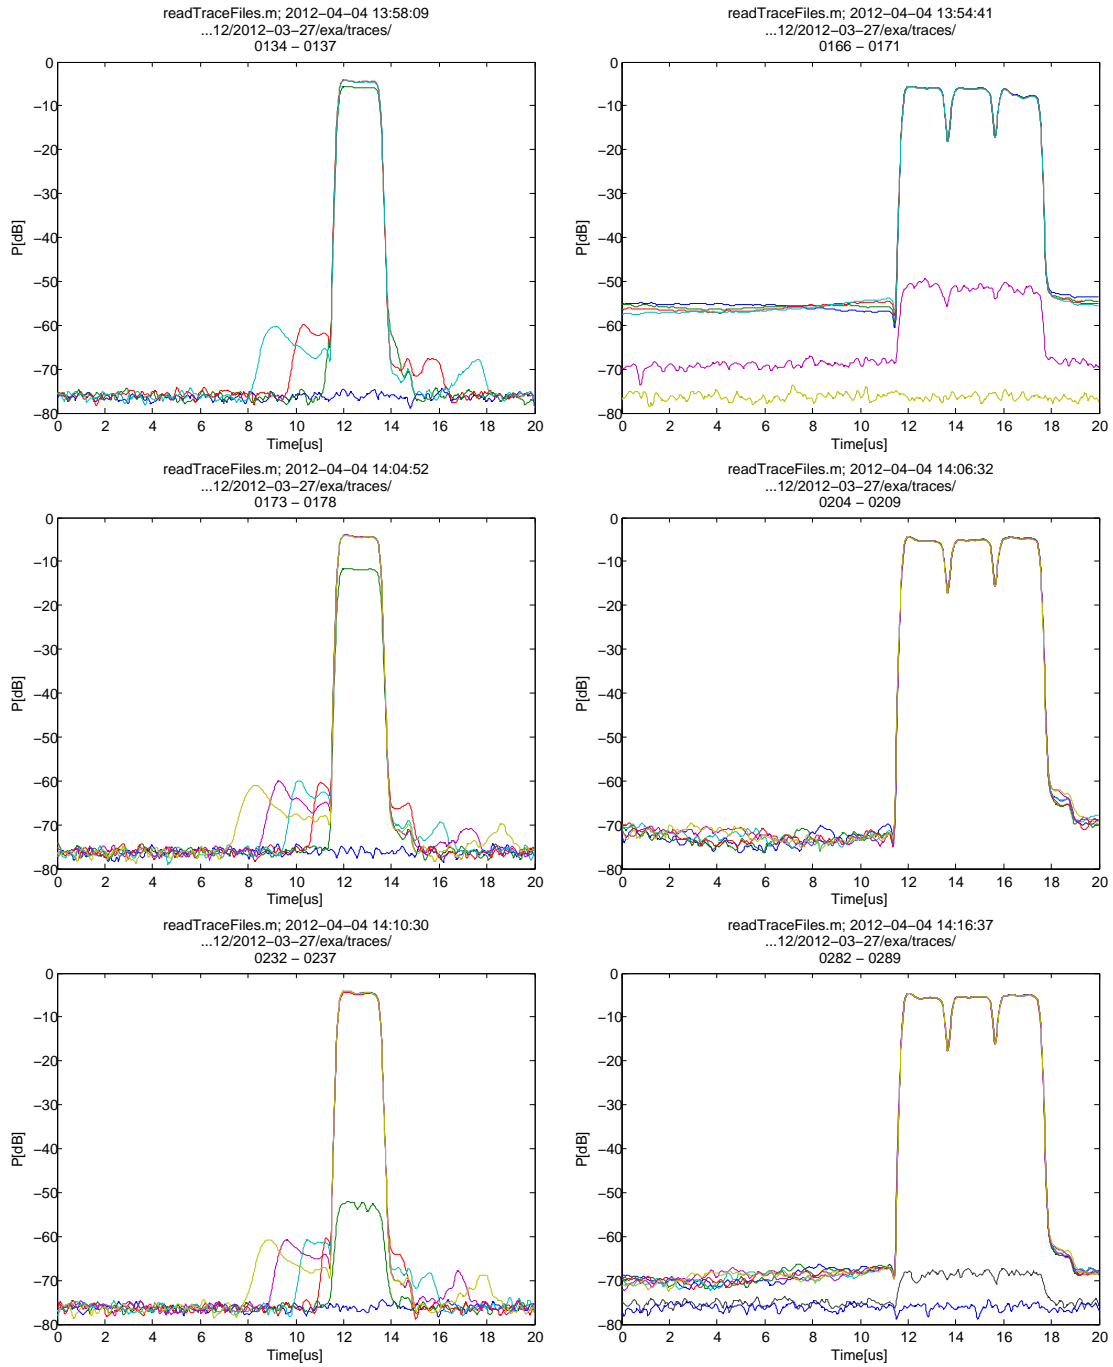 readTraceFiles.m; 2012−04−04 13:58:09
...12/2012−03−27/exa/traces/
0134 − 0137
0
−10
−20
−30
−40
−50
−60
−70
−80
P[dB]
0 2 4 6 8 10 12 14 16 18 20
Time[us]
readTraceFiles.m; 2012−04−04 13:54:41
...12/2012−03−27/exa/traces/
0166 − 0171
0
−10
−20
−30
−40
−50
−60
−70
−80
P[dB]
0 2 4 6 8 10 12 14 16 18 20
Time[us]
readTraceFiles.m; 2012−04−04 14:04:52
...12/2012−03−27/exa/traces/
0173 − 0178
0
−10
−20
−30
−40
−50
−60
−70
−80
P[dB]
0 2 4 6 8 10 12 14 16 18 20
Time[us]
readTraceFiles.m; 2012−04−04 14:06:32
...12/2012−03−27/exa/traces/
0204 − 0209
0
−10
−20
−30
−40
−50
−60
−70
−80
P[dB]
0 2 4 6 8 10 12 14 16 18 20
Time[us]
readTraceFiles.m; 2012−04−04 14:10:30
...12/2012−03−27/exa/traces/
0232 − 0237
0
−10
−20
−30
−40
−50
−60
−70
−80
P[dB]
0 2 4 6 8 10 12 14 16 18 20
Time[us]
readTraceFiles.m; 2012−04−04 14:16:37
...12/2012−03−27/exa/traces/
0282 − 0289
0
−10
−20
−30
−40
−50
−60
−70
−80
P[dB]
0 2 4 6 8 10 12 14 16 18 20
Time[us]